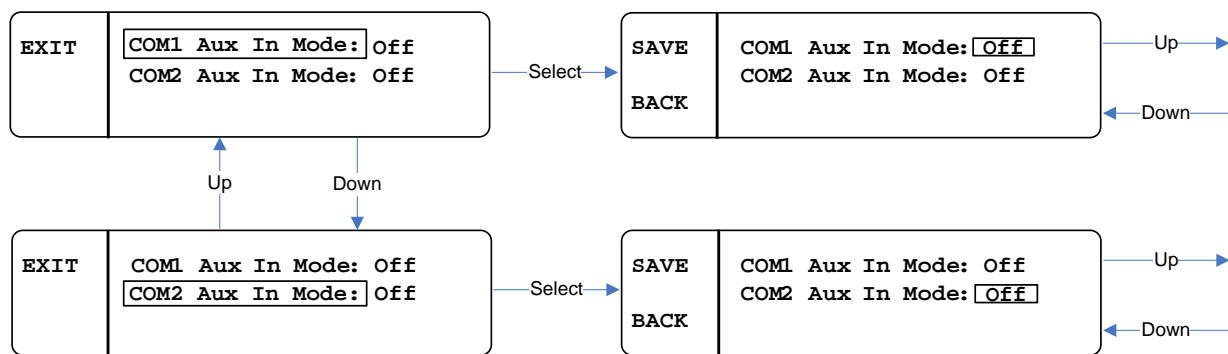 EXIT
COM1 Aux In Mode: Off
COM2 Aux In Mode: Off
Select
SAVE
BACK
COM1 Aux In Mode: Off
COM2 Aux In Mode: Off
Up
Down
Up
Down
EXIT
COM1 Aux In Mode: Off
COM2 Aux In Mode: Off
Select
SAVE
BACK
COM1 Aux In Mode: Off
COM2 Aux In Mode: Off
Up
Down